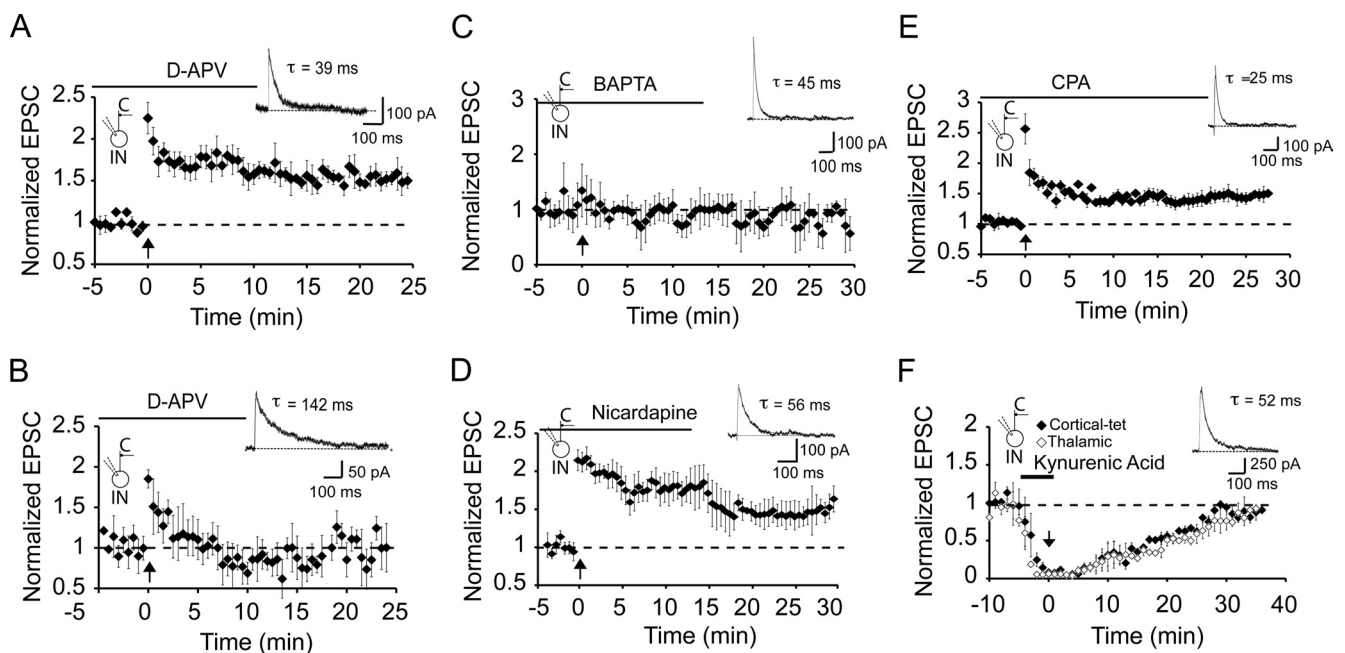 A
D-APV
τ = 39 ms
100 pA
100 ms
C
IN
Normalized EPSC
2.5
2
1.5
1
0.5
-5 0 5 10 15 20 25
Time (min)
B
D-APV
τ = 142 ms
50 pA
100 ms
C
IN
Normalized EPSC
2.5
2
1.5
1
0.5
-5 0 5 10 15 20 25
Time (min)
C
BAPTA
τ = 45 ms
100 pA
100 ms
C
IN
Normalized EPSC
3
2
1
0
-5 0 5 10 15 20 25 30
Time (min)
D
Nicardapine
τ = 56 ms
100 pA
100 ms
C
IN
Normalized EPSC
2.5
2
1.5
1
0.5
-5 0 5 10 15 20 25 30
Time (min)
E
CPA
τ =25 ms
100 pA
100 ms
C
IN
Normalized EPSC
3
2.5
2
1.5
1
0.5
-5 0 5 10 15 20 25 30
Time (min)
F
τ = 52 ms
Cortical-tet
Thalamic
Kynurenic Acid
250 pA
100 ms
C
IN
Normalized EPSC
2
1.5
1
0.5
0
-10 0 10 20 30 40
Time (min)